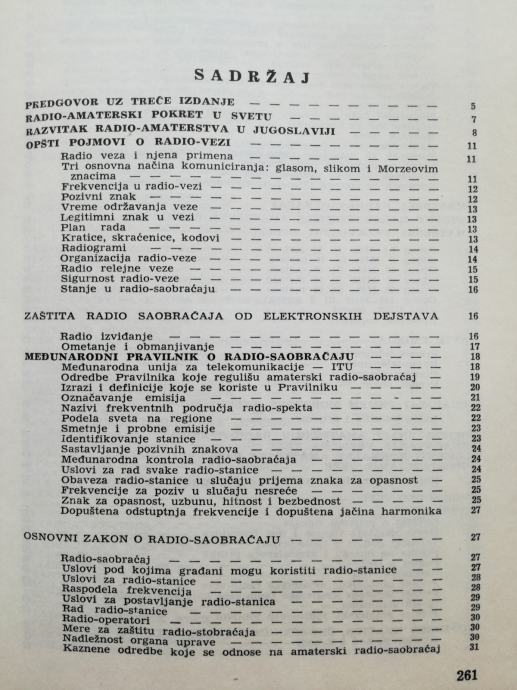 SADRŽAJ
PREDGOVOR UZ TREĆE IZDANJE — — — — — — — — — 5
RADIO-AMATERSKI POKRET U SVETU — — — — — — — 7
RAZVITAK RADIO-AMATERSTVA U JUGOSLAVIJI — — — — 8
OPŠTI POJMOVI O RADIO-VEZI — — — — — — — — 11
Radio veza i njena primena — — — — — — — — 11
Tri osnovna načina komuniciranja: glasom, slikom i Morzeovim
znacima — — — — — — — — — — — — 11
Frekvencija u radio-vezi — — — — — — — — — 12
Pozivni znak — — — — — — — — — — — 12
Vreme održavanja veze — — — — — — — — — 13
Legitimni znak u vezi — — — — — — — — — 13
Plan rada — — — — — — — — — — — 13
Kratice, skraćenice, kodovi — — — — — — — — 13
Radiogrami — — — — — — — — — — — 14
Organizacija radio-veze — — — — — — — — — 14
Radio relejne veze — — — — — — — — — — 15
Sigurnost radio-veze — — — — — — — — — 15
Stanje u radio-saobraćaju — — — — — — — — 16
ZAŠTITA RADIO SAOBRAĆAJA OD ELEKTRONSKIH DEJSTAVA 16
Radio izviđanje — — — — — — — — — — 16
Ometanje i obmanjivanje — — — — — — — — — 17
MEĐUNARODNI PRAVILNIK O RADIO-SAOBRAĆAJU — — — 18
Međunarodna unija za telekomunikacije — ITU — — — — 18
Odredbe Pravilnika koje regulišu amaterski radio-saobraćaj — 19
Izrazi i definicije koje se koriste u Pravilniku — — — — 20
Označavanje emisija — — — — — — — — — — 21
Nazivi frekventnih područja radio-spekta — — — — — 22
Podela sveta na regione — — — — — — — — — 22
Smetnje i probne emisije — — — — — — — — — 23
Identifikovanje stanice — — — — — — — — — 23
Sastavljanje pozivnih znakova — — — — — — — 24
Međunarodna kontrola radio-saobraćaja — — — — — — 24
Uslovi za rad svake radio-stanice — — — — — — — 24
Obaveza radio-stanice u slučaju prijema znaka za opasnost — 25
Frekvencije za poziv u slučaju nesreće — — — — — — 25
Znak za opasnost, uzbunu, hitnost i bezbednost — — — — 25
Dopuštena odstuptnja frekvencije i dopuštena jačina harmonika 27
OSNOVNI ZAKON O RADIO-SAOBRAĆAJU — — — — — — 27
Radio-saobraćaj — — — — — — — — — — 27
Uslovi pod kojima građani mogu koristiti radio-stanice — — 27
Uslovi za radio-stanice — — — — — — — — — 28
Raspodela frekvencija — — — — — — — — — 28
Uslovi za postavljanje radio-stanica — — — — — — — 29
Rad radio-stanice — — — — — — — — — — 29
Radio-operatori — — — — — — — — — — 30
Mere za zaštitu radio-stobraćaja — — — — — — — 30
Nadležnost organa uprave — — — — — — — — 30
Kaznene odredbe koje se odnose na amaterski radio-saobraćaj 31
261